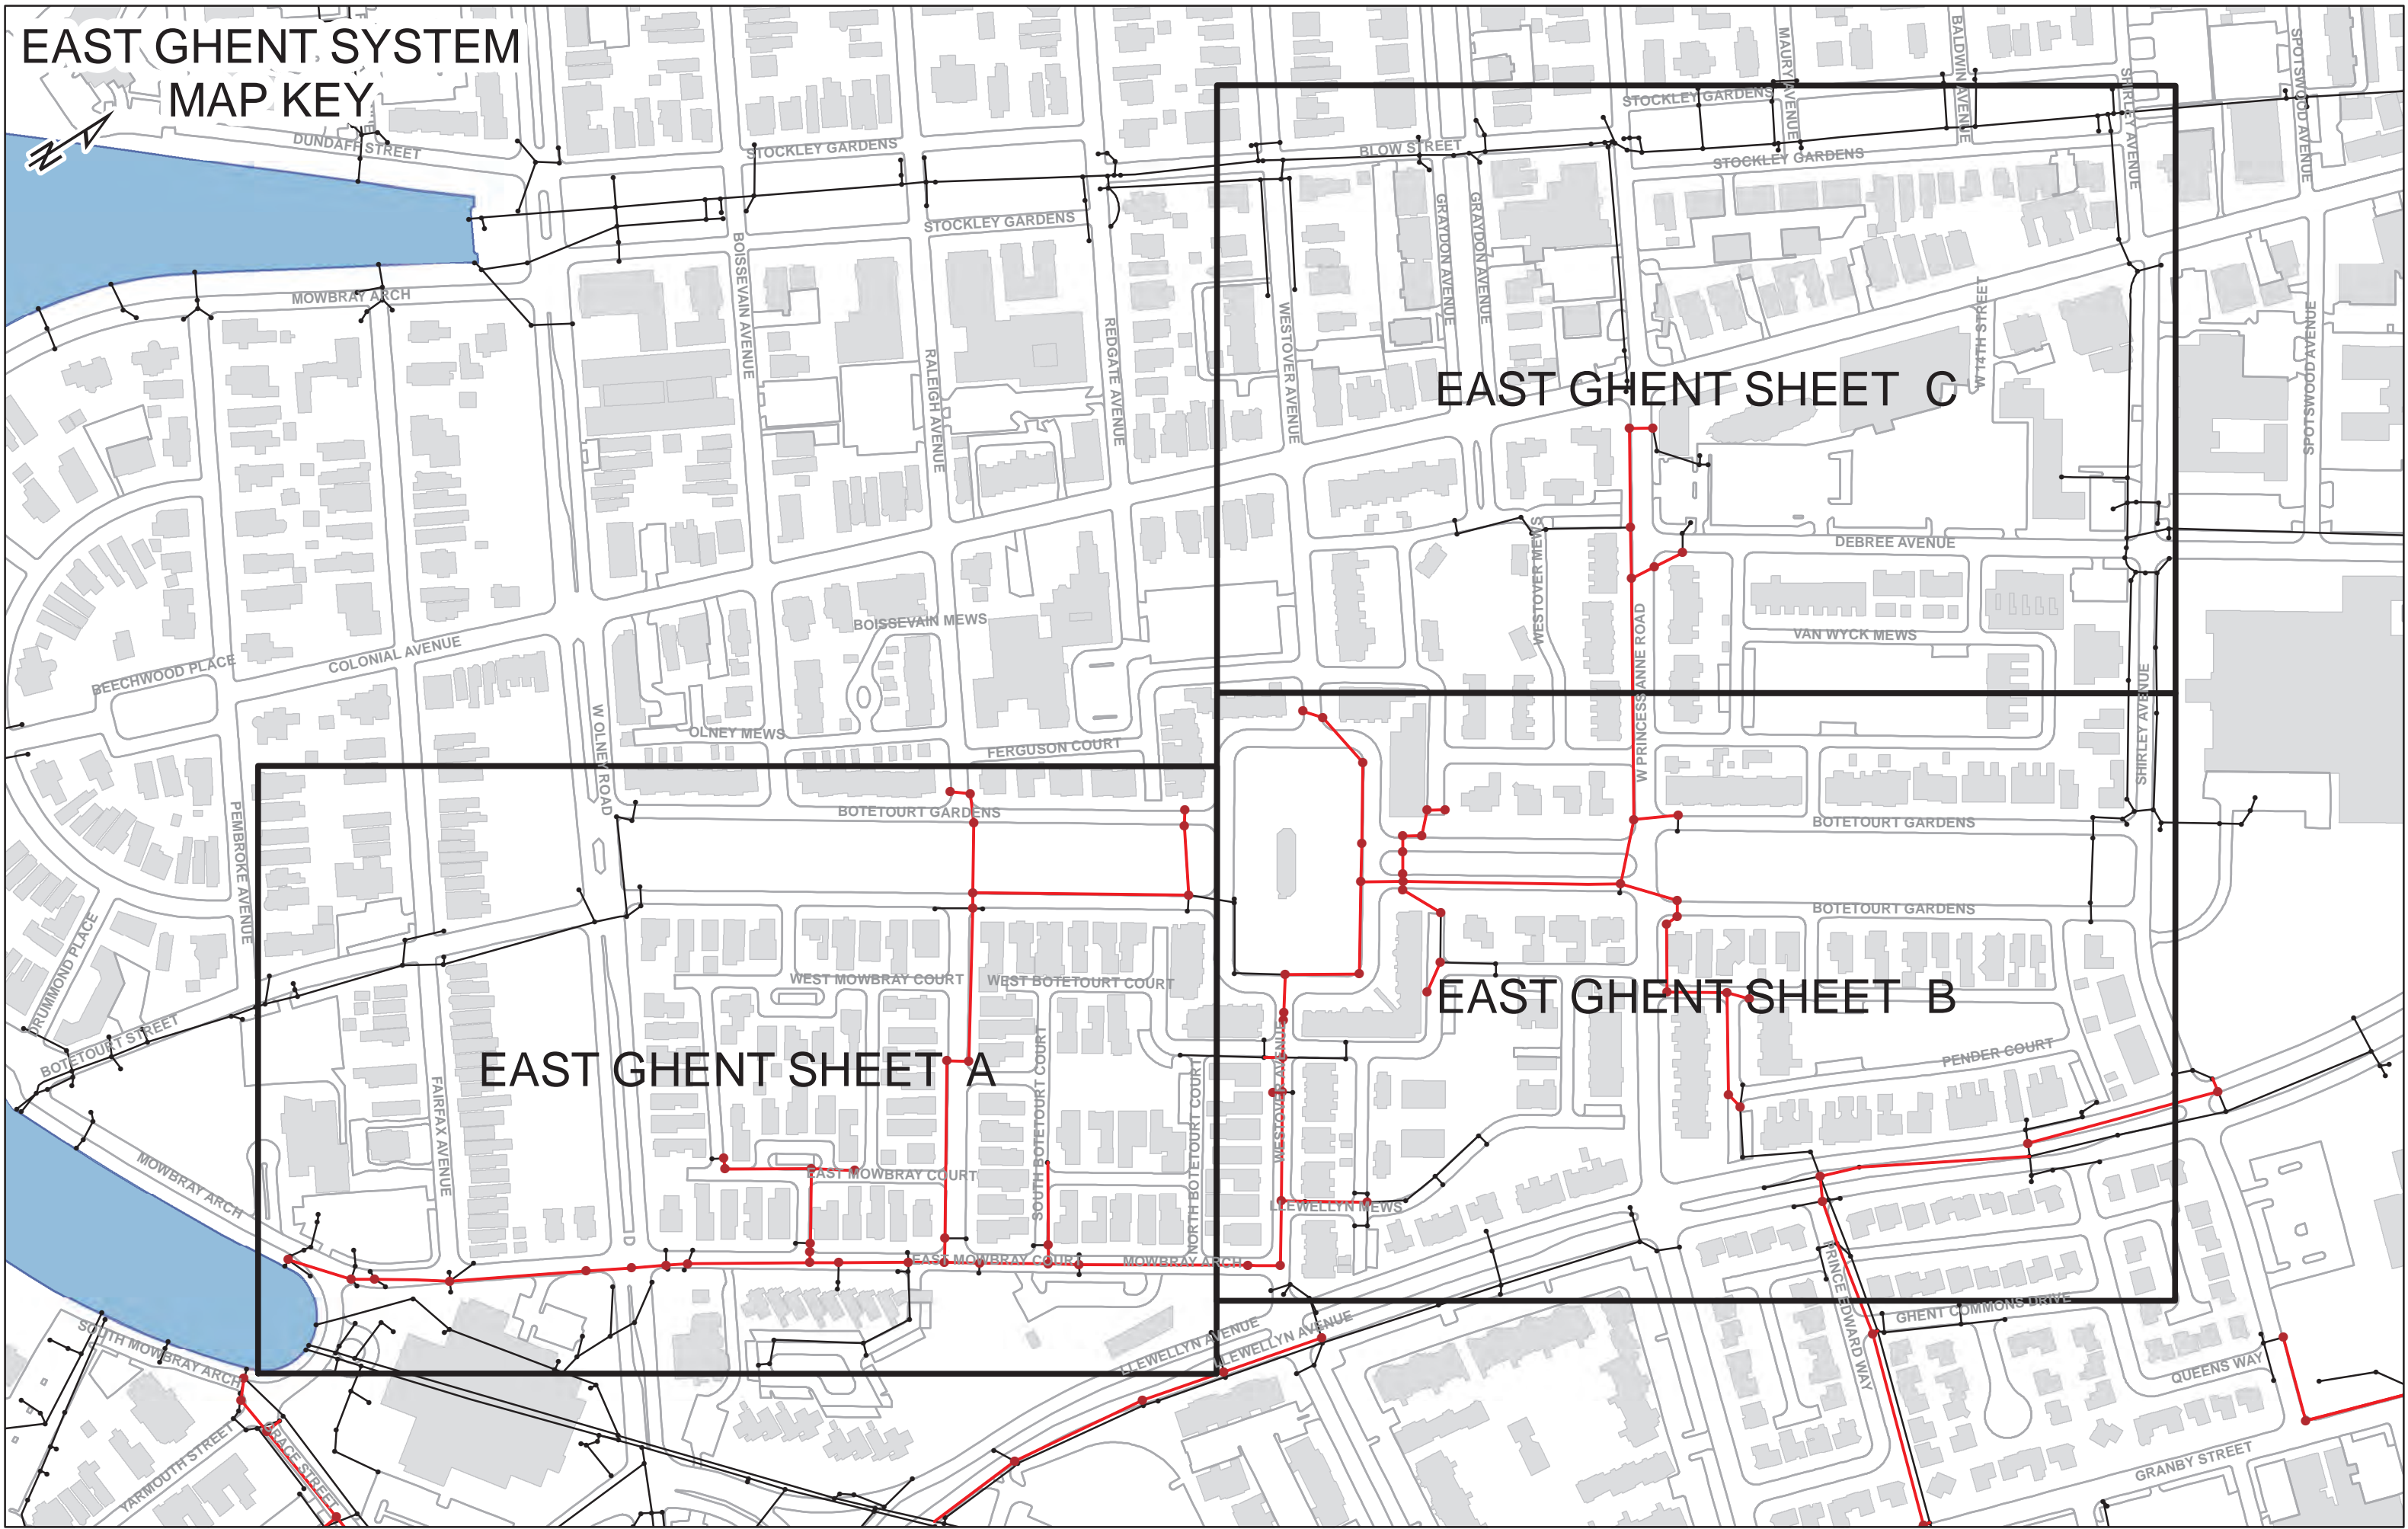 EAST GHENT SYSTEM
MAP KEY
N
DUNDAFF STREET
STOCKLEY GARDENS
BLOW STREET
STOCKLEY GARDENS
MAURY AVENUE
BALDWIN AVENUE
SHIRLEY AVENUE
SPOTSWOOD AVENUE
STOCKLEY GARDENS
STOCKLEY GARDENS
GRAYDON AVENUE
GRAYDON AVENUE
MOWBRAY ARCH
BOISSEVAIN AVENUE
RALEIGH AVENUE
REDGATE AVENUE
WESTOVER AVENUE
W 14TH STREET
SPOTSWOOD AVENUE
EAST GHENT SHEET C
WESTOVER MEWS
DEBREE AVENUE
BOISSEVAIN MEWS
VAN WYCK MEWS
BEECHWOOD PLACE
COLONIAL AVENUE
W PRINCESS ANNE ROAD
SHIRLEY AVENUE
W OLNEY ROAD
OLNEY MEWS
FERGUSON COURT
PEMBROKE AVENUE
BOTETOURT GARDENS
BOTETOURT GARDENS
BOTETOURT GARDENS
DRUMMOND PLACE
WEST MOWBRAY COURT
WEST BOTETOURT COURT
EAST GHENT SHEET B
BOTETOURT STREET
EAST GHENT SHEET A
SOUTH BOTETOURT COURT
NORTH BOTETOURT COURT
WESTOVER AVENUE
PENDER COURT
FAIRFAX AVENUE
MOWBRAY ARCH
EAST MOWBRAY COURT
LLEWELLYN MEWS
EAST MOWBRAY COURT
MOWBRAY ARCH
PRINCE EDWARD WAY
GHENT COMMONS DRIVE
SOUTH MOWBRAY ARCH
LLEWELLYN AVENUE
LLEWELLYN AVENUE
QUEENS WAY
YARMOUTH STREET
GRACE STREET
GRANBY STREET